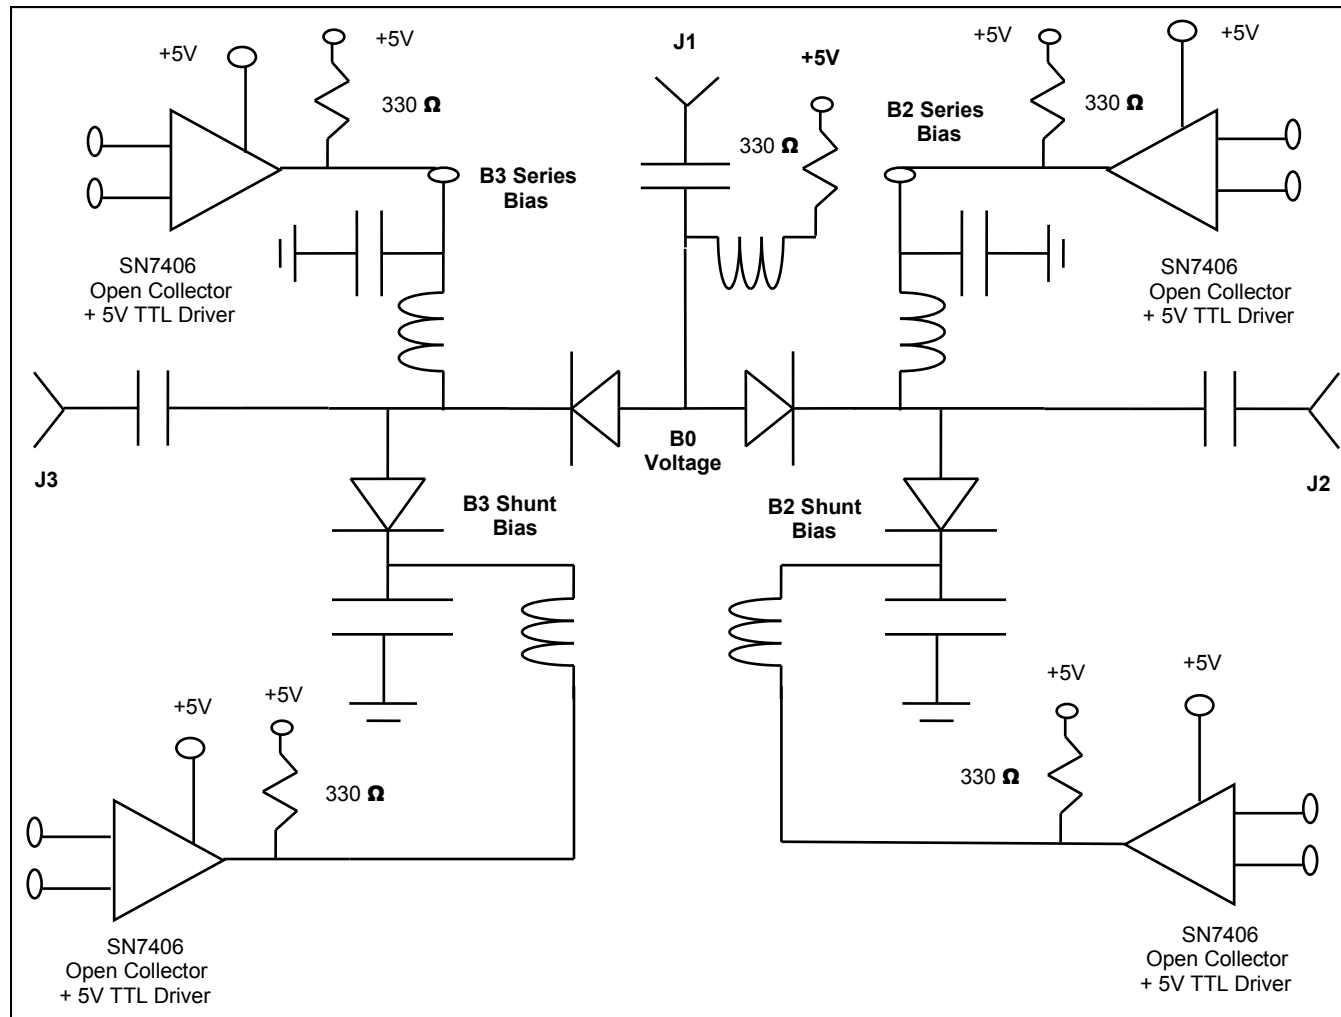 +5V
+5V
330 Ω
J1
+5V
330 Ω
B2 Series
Bias
+5V
330 Ω
+5V
B3 Series
Bias
SN7406
Open Collector
+ 5V TTL Driver
SN7406
Open Collector
+ 5V TTL Driver
J3
B0
Voltage
J2
B3 Shunt
Bias
B2 Shunt
Bias
+5V
+5V
330 Ω
+5V
330 Ω
+5V
SN7406
Open Collector
+ 5V TTL Driver
SN7406
Open Collector
+ 5V TTL Driver